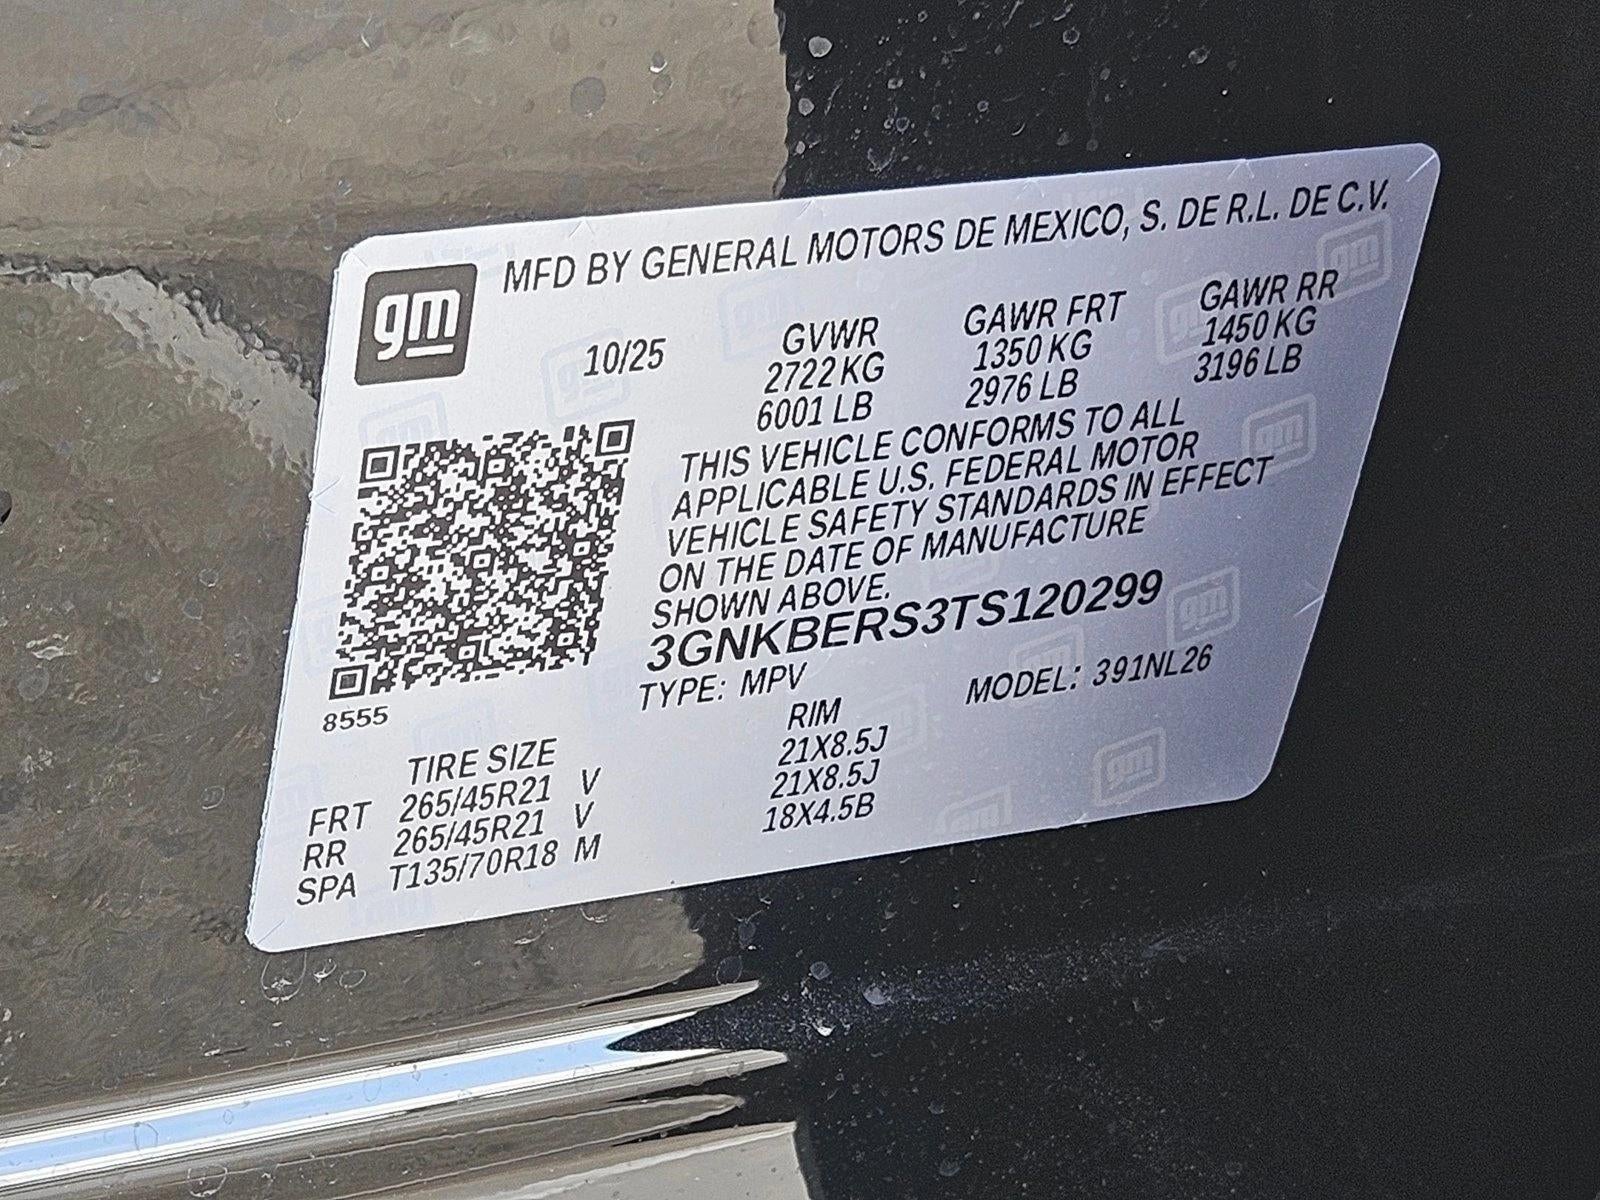 gm
MFD BY GENERAL MOTORS DE MEXICO, S. DE R.L. DE C.V.
10/25 GVWR GAWR FRT GAWR RR
2722 KG 1350 KG 1450 KG
6001 LB 2976 LB 3196 LB
THIS VEHICLE CONFORMS TO ALL
APPLICABLE U.S. FEDERAL MOTOR
VEHICLE SAFETY STANDARDS IN EFFECT
ON THE DATE OF MANUFACTURE
SHOWN ABOVE.
3GNKBERS3TS120299
TYPE: MPV MODEL: 391NL26
8555
TIRE SIZE RIM
FRT 265/45R21 V 21X8.5J
RR 265/45R21 V 21X8.5J
SPA T135/70R18 M 18X4.5B